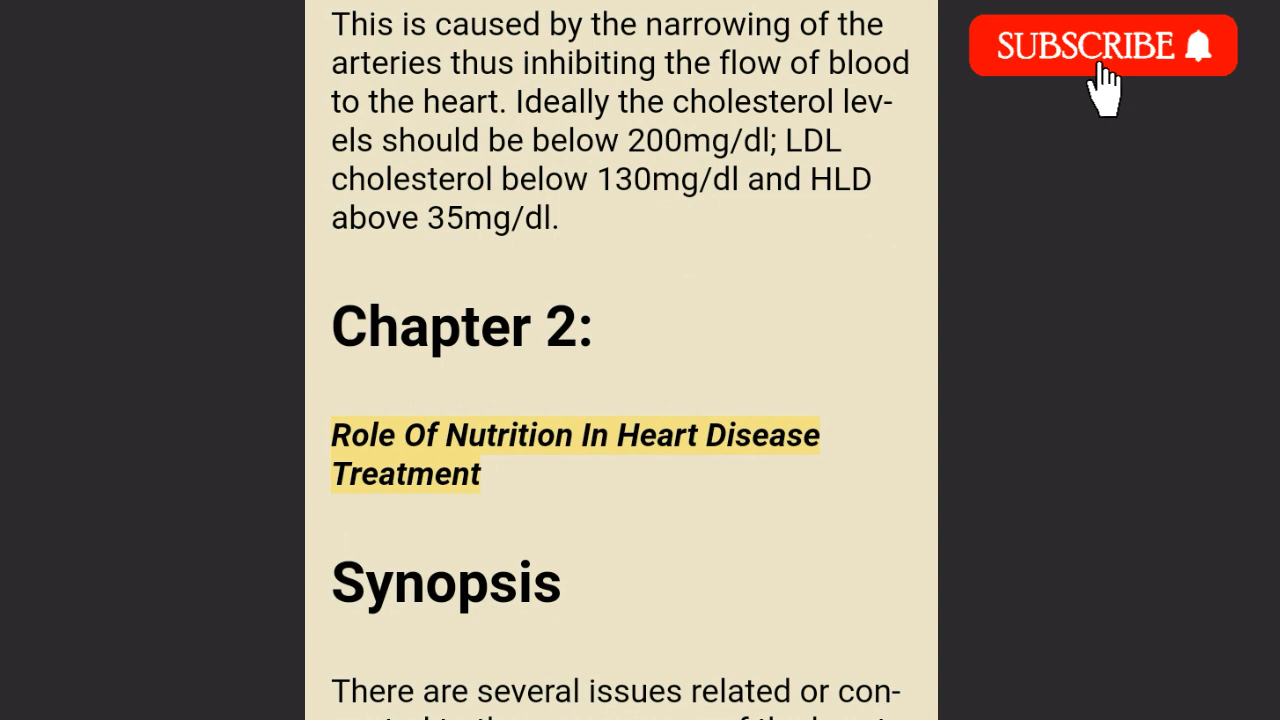 This is caused by the narrowing of the
arteries thus inhibiting the flow of blood
to the heart. Ideally the cholesterol lev-
els should be below 200mg/dl; LDL
cholesterol below 130mg/dl and HLD
above 35mg/dl.
SUBSCRIBE
Chapter 2:
Role Of Nutrition In Heart Disease
Treatment
Synopsis
There are several issues related or con-